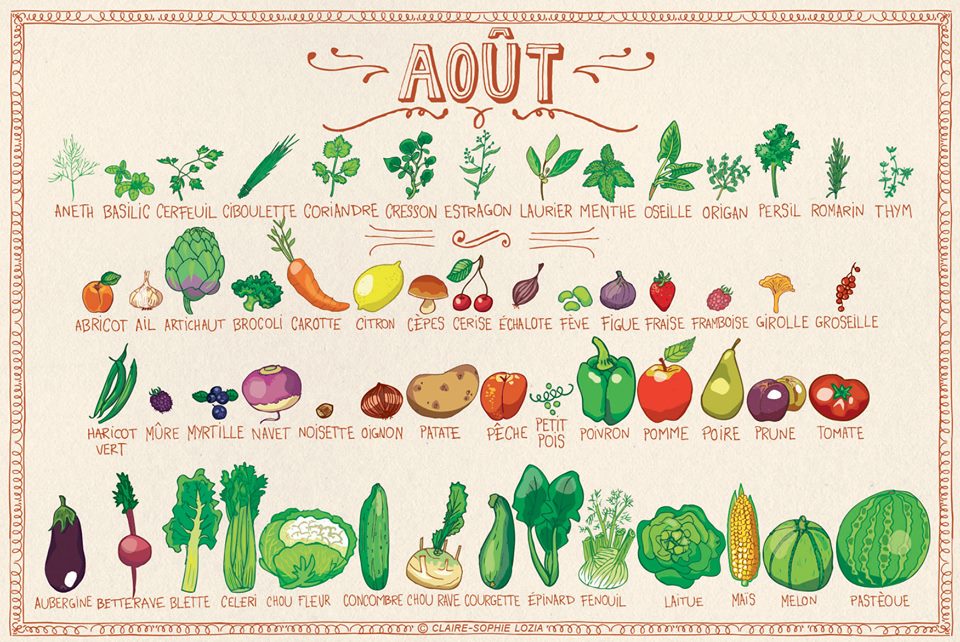 AOÛT
ANETH BASILIC CERFEUIL CIBOULETTE CORIANDRE CRESSON ESTRAGON LAURIER MENTHE OSEILLE ORIGAN PERSIL ROMARIN THYM
ABRICOT AIL ARTICHAUT BROCOLI CAROTTE CITRON CÈPES CERISE ÉCHALOTE FÈVE FIGUE FRAISE FRAMBOISE GIROLLE GROSEILLE
HARICOT VERT MÛRE MYRTILLE NAVET NOISETTE OIGNON PATATE PÊCHE PETIT POIS POIVRON POMME POIRE PRUNE TOMATE
AUBERGINE BETTERAVE BLETTE CELERI CHOU FLEUR CONCOMBRE CHOU RAVE COURGETTE ÉPINARD FENOUIL LAITUE MAÏS MELON PASTÈQUE
© CLAIRE-SOPHIE LOZIA